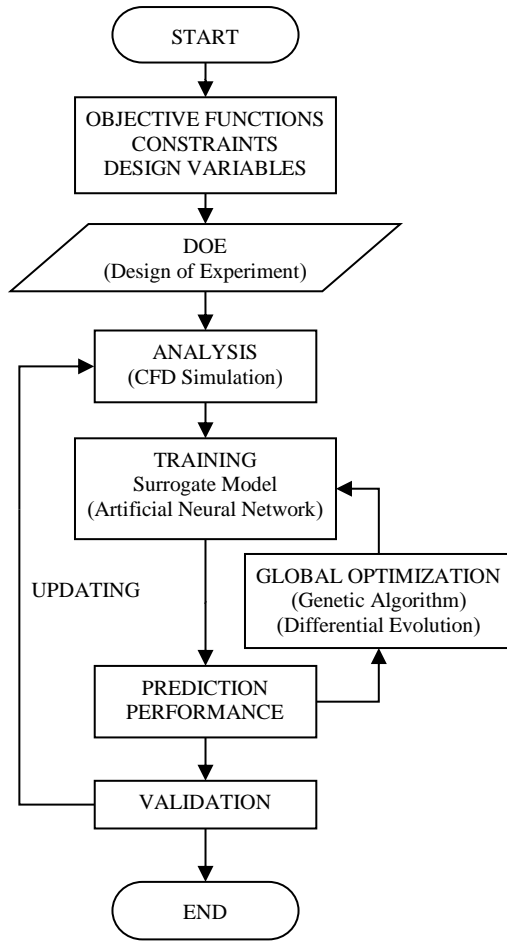 START
OBJECTIVE FUNCTIONS
CONSTRAINTS
DESIGN VARIABLES
DOE
(Design of Experiment)
ANALYSIS
(CFD Simulation)
TRAINING
Surrogate Model
(Artificial Neural Network)
UPDATING
GLOBAL OPTIMIZATION
(Genetic Algorithm)
(Differential Evolution)
PREDICTION
PERFORMANCE
VALIDATION
END